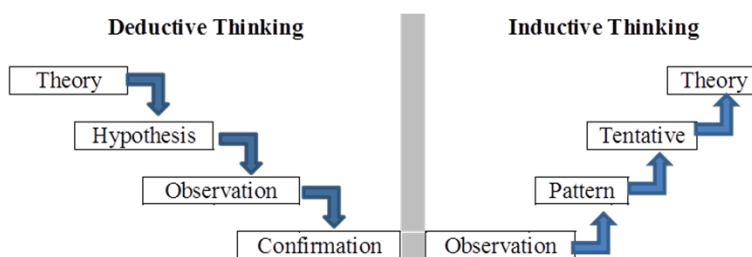 Deductive Thinking
Theory
Hypothesis
Observation
Confirmation
Inductive Thinking
Theory
Tentative
Pattern
Observation